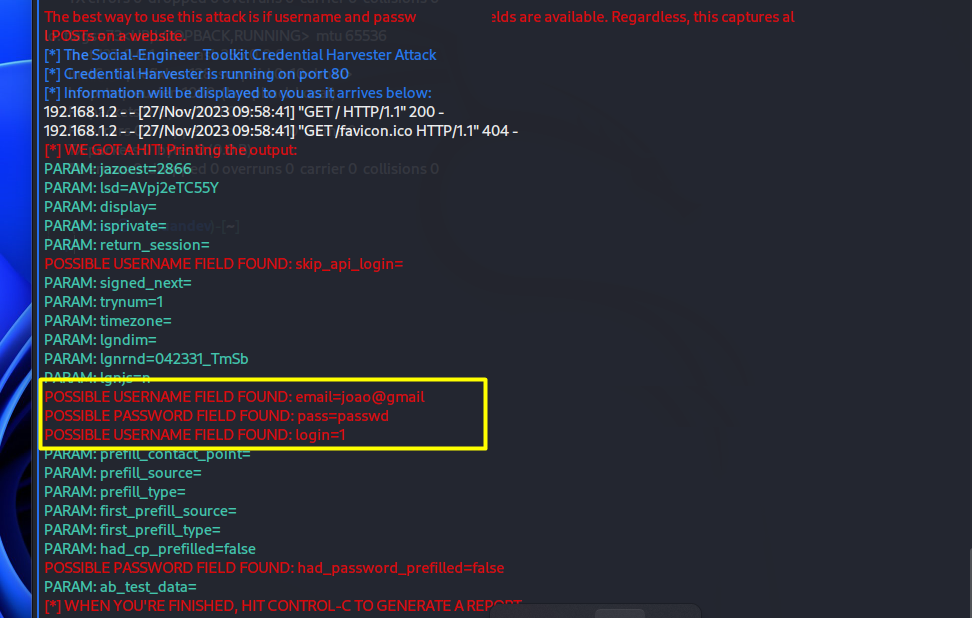 The best way to use this attack is if username and passw ields are available. Regardless, this captures al
l POSTs on a website.
[*] The Social-Engineer Toolkit Credential Harvester Attack
[*] Credential Harvester is running on port 80
[*] Information will be displayed to you as it arrives below:
192.168.1.2 - - [27/Nov/2023 09:58:41] "GET / HTTP/1.1" 200 -
192.168.1.2 - - [27/Nov/2023 09:58:41] "GET /favicon.ico HTTP/1.1" 404 -
[*] WE GOT A HIT! Printing the output:
PARAM: jazoest=2866
PARAM: lsd=AVpj2eTC55Y
PARAM: display=
PARAM: isprivate=
PARAM: return_session=
POSSIBLE USERNAME FIELD FOUND: skip_api_login=
PARAM: signed_next=
PARAM: trynum=1
PARAM: timezone=
PARAM: lgndim=
PARAM: lgnrnd=042331_TmSb
PARAM: lgnjs=n
POSSIBLE USERNAME FIELD FOUND: email=joao@gmail
POSSIBLE PASSWORD FIELD FOUND: pass=passwd
POSSIBLE USERNAME FIELD FOUND: login=1
PARAM: prefill_contact_point=
PARAM: prefill_source=
PARAM: prefill_type=
PARAM: first_prefill_source=
PARAM: first_prefill_type=
PARAM: had_cp_prefilled=false
POSSIBLE PASSWORD FIELD FOUND: had_password_prefilled=false
PARAM: ab_test_data=
[*] WHEN YOU'RE FINISHED, HIT CONTROL-C TO GENERATE A REPORT.